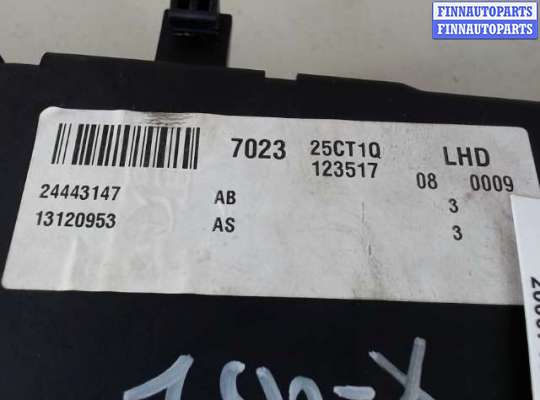 FINNAUTOPARTS
FINNAUTOPARTS
7023 25CT1Q LHD
123517 08 0009
24443147 AB 3
13120953 AS 3